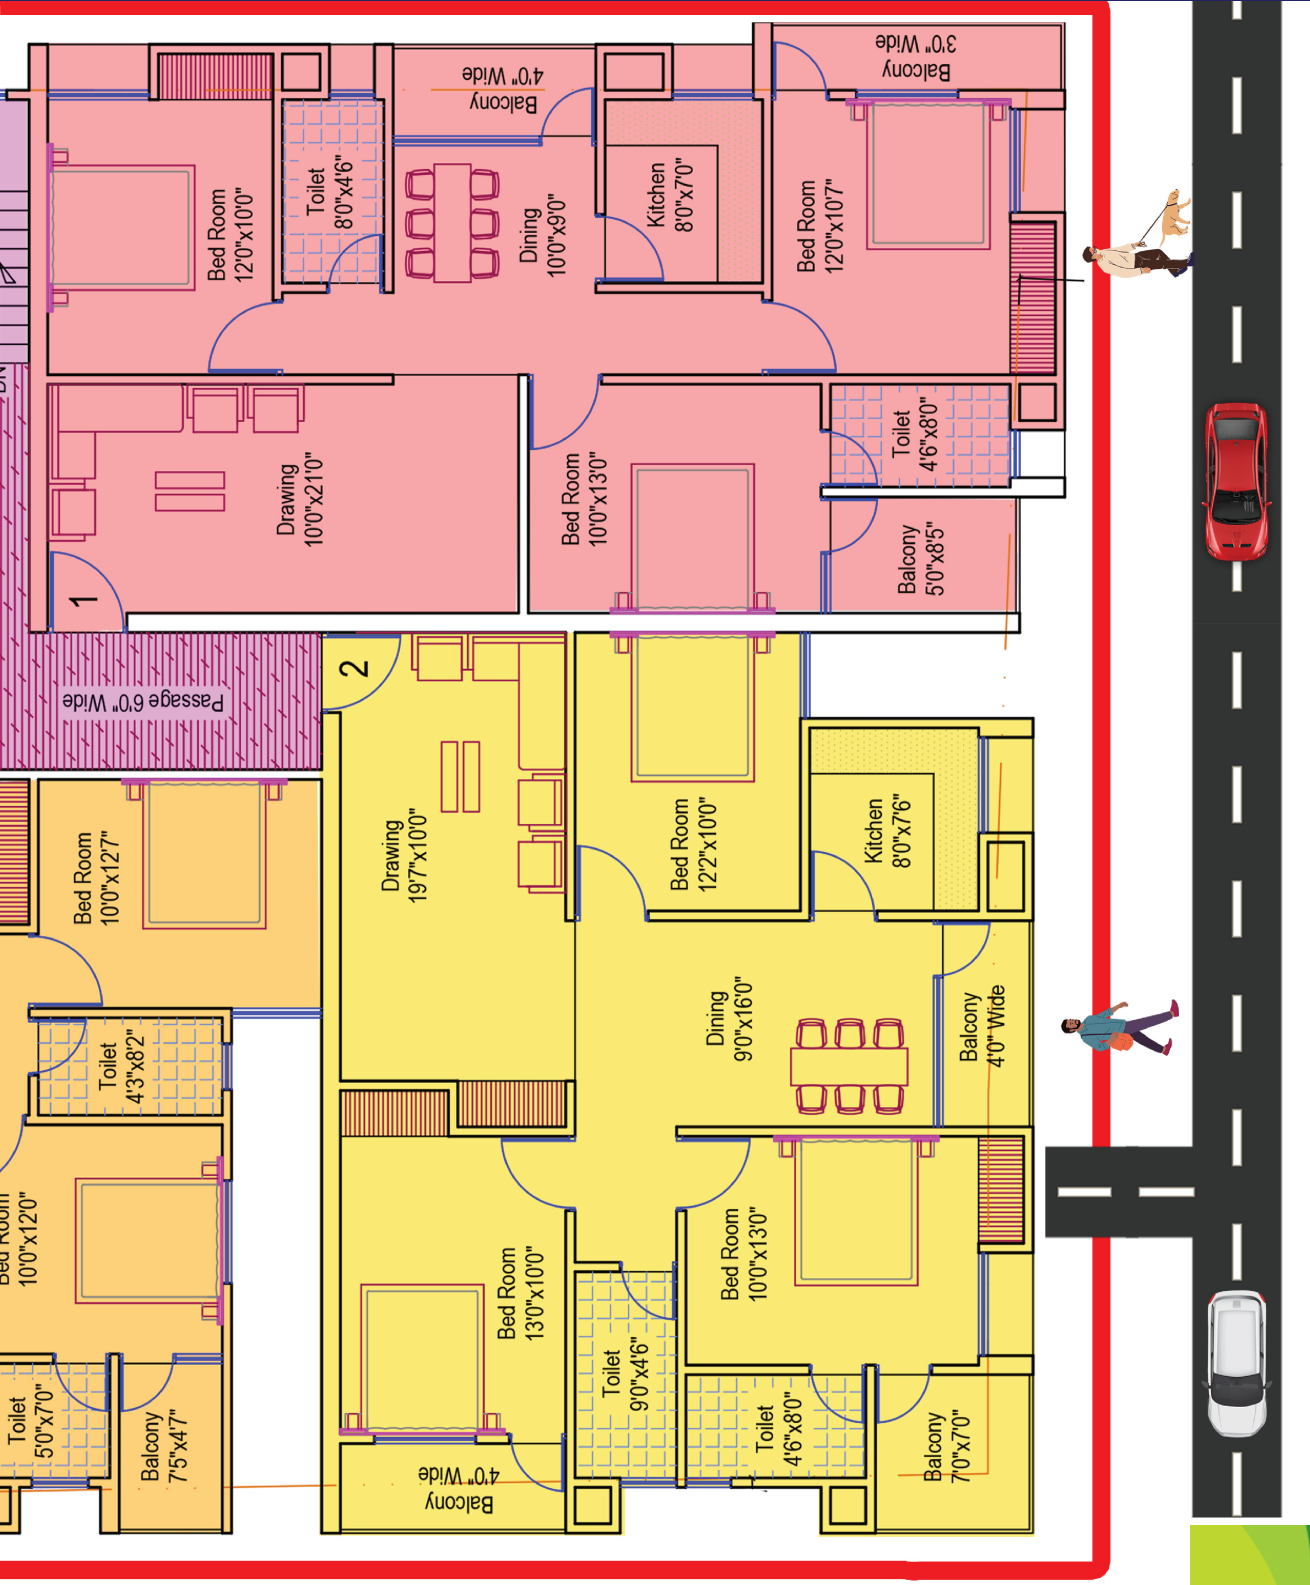 Balcony
3'0" Wide
Balcony
4'0" Wide
Bed Room
12'0"x10'0"
Toilet
8'0"x4'6"
Dining
10'0"x9'0"
Kitchen
8'0"x7'0"
Bed Room
12'0"x10'7"
DN
Drawing
10'0"x21'0"
Bed Room
10'0"x13'0"
Toilet
4'6"x8'0"
Balcony
5'0"x8'5"
1
Passage 6'0" Wide
2
Drawing
19'7"x10'0"
Bed Room
12'2"x10'0"
Kitchen
8'0"x7'6"
Bed Room
10'0"x12'7"
Toilet
4'3"x8'2"
Dining
9'0"x16'0"
Balcony
4'0" Wide
Bed Room
10'0"x12'0"
Bed Room
13'0"x10'0"
Bed Room
10'0"x13'0"
Toilet
5'0"x7'0"
Balcony
7'5"x4'7"
Balcony
4'0" Wide
Toilet
9'0"x4'6"
Toilet
4'6"x8'0"
Balcony
7'0"x7'0"